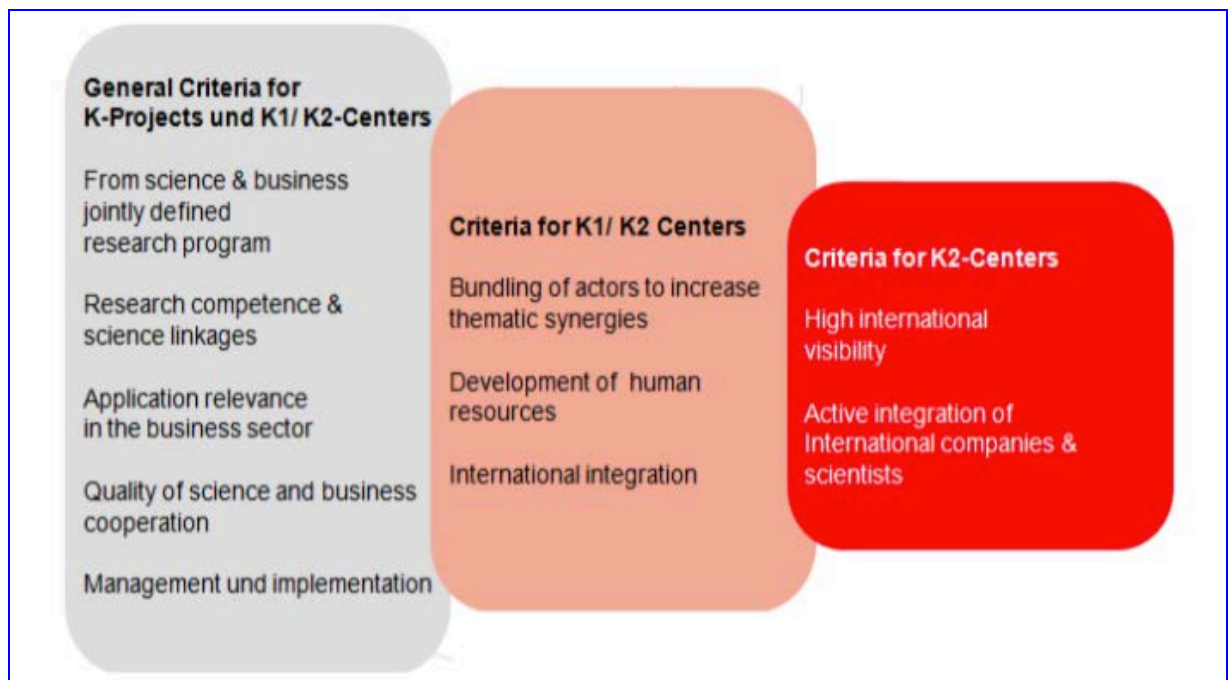 General Criteria for
K-Projects und K1/ K2-Centers
From science & business
jointly defined
research program
Research competence &
science linkages
Application relevance
in the business sector
Quality of science and business
cooperation
Management und implementation
Criteria for K1/ K2 Centers
Bundling of actors to increase
thematic synergies
Development of human
resources
International integration
Criteria for K2-Centers
High international
visibility
Active integration of
International companies &
scientists